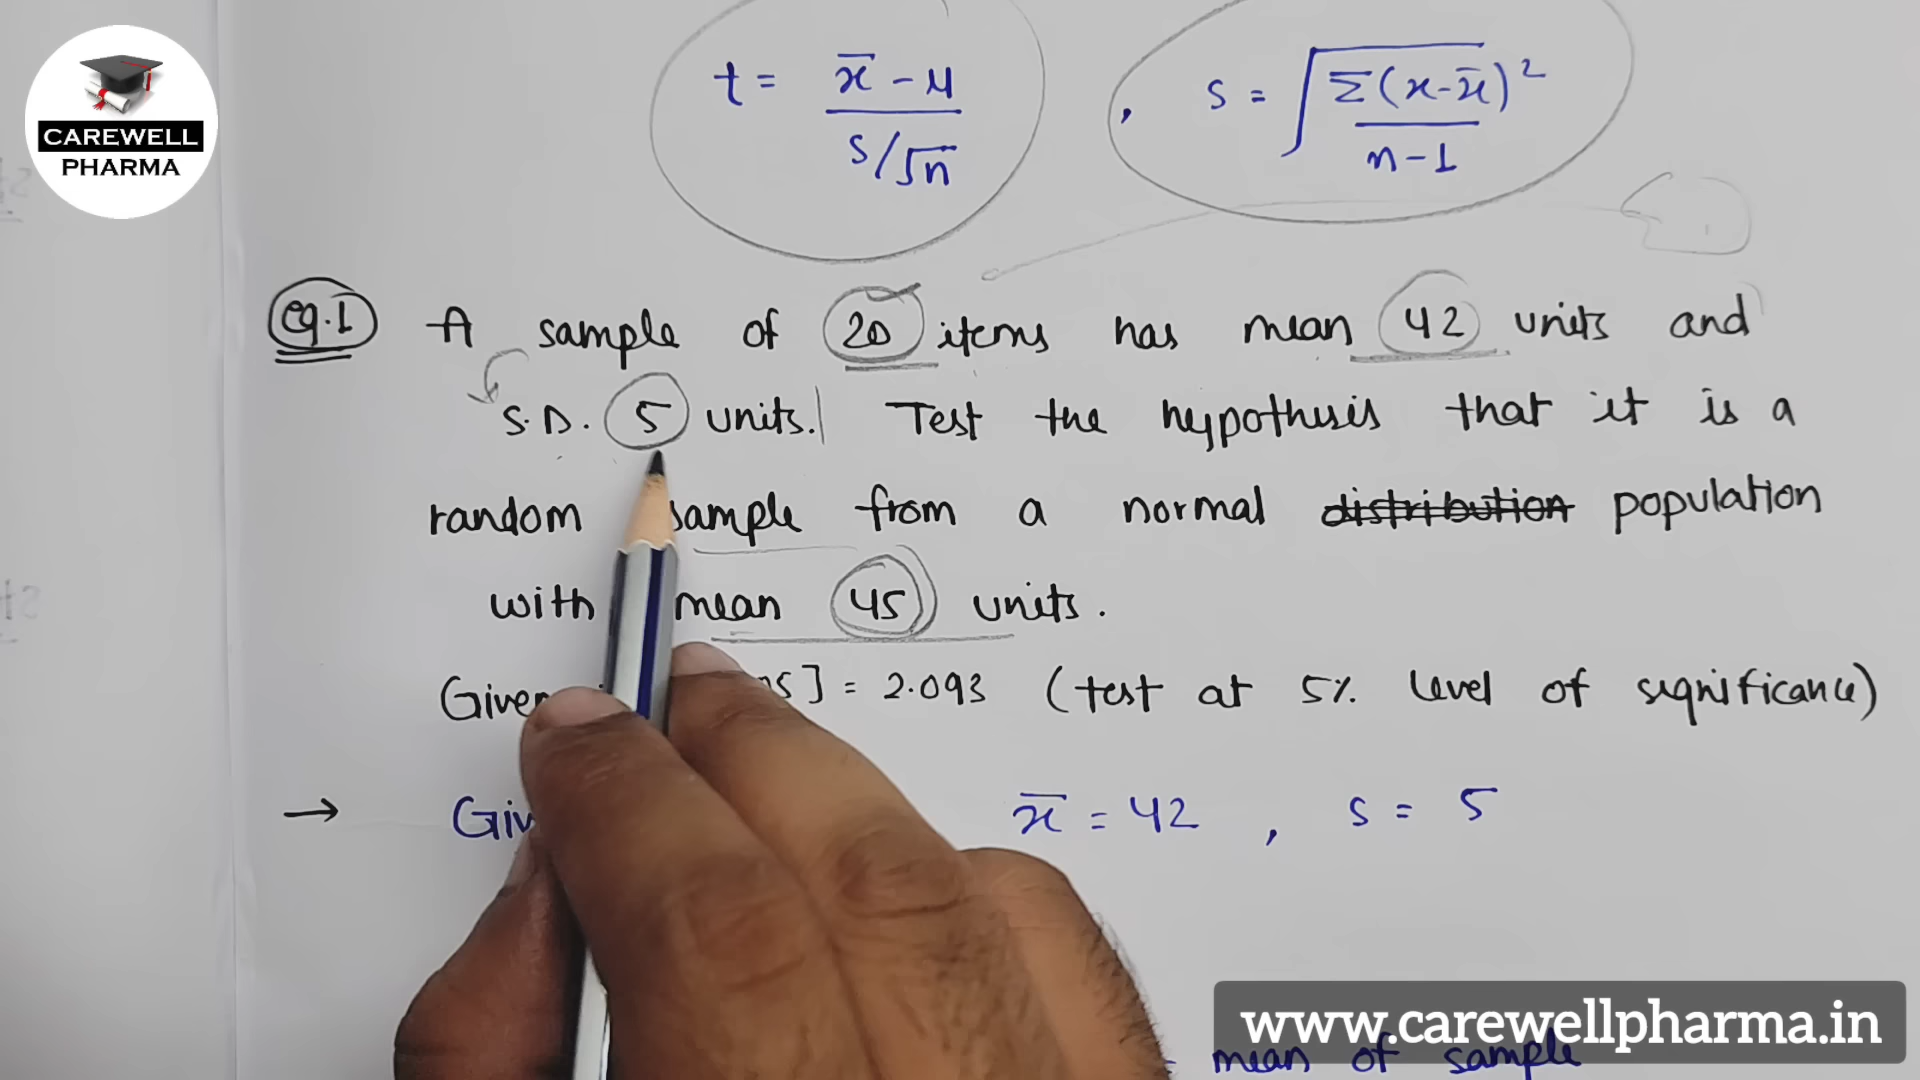 CAREWELL
PHARMA
t = x̄ - μ / s/√n , s = √Σ(x-x̄)² / n-1
eg.1 A sample of 20 items has mean 42 units and
S.D. 5 units. Test the hypothesis that it is a
random sample from a normal distribution population
with mean 45 units.
Given ] = 2.093 (test at 5% level of significance)
→ x̄ = 42 , s = 5
www.carewellpharma.in
= mean of sample